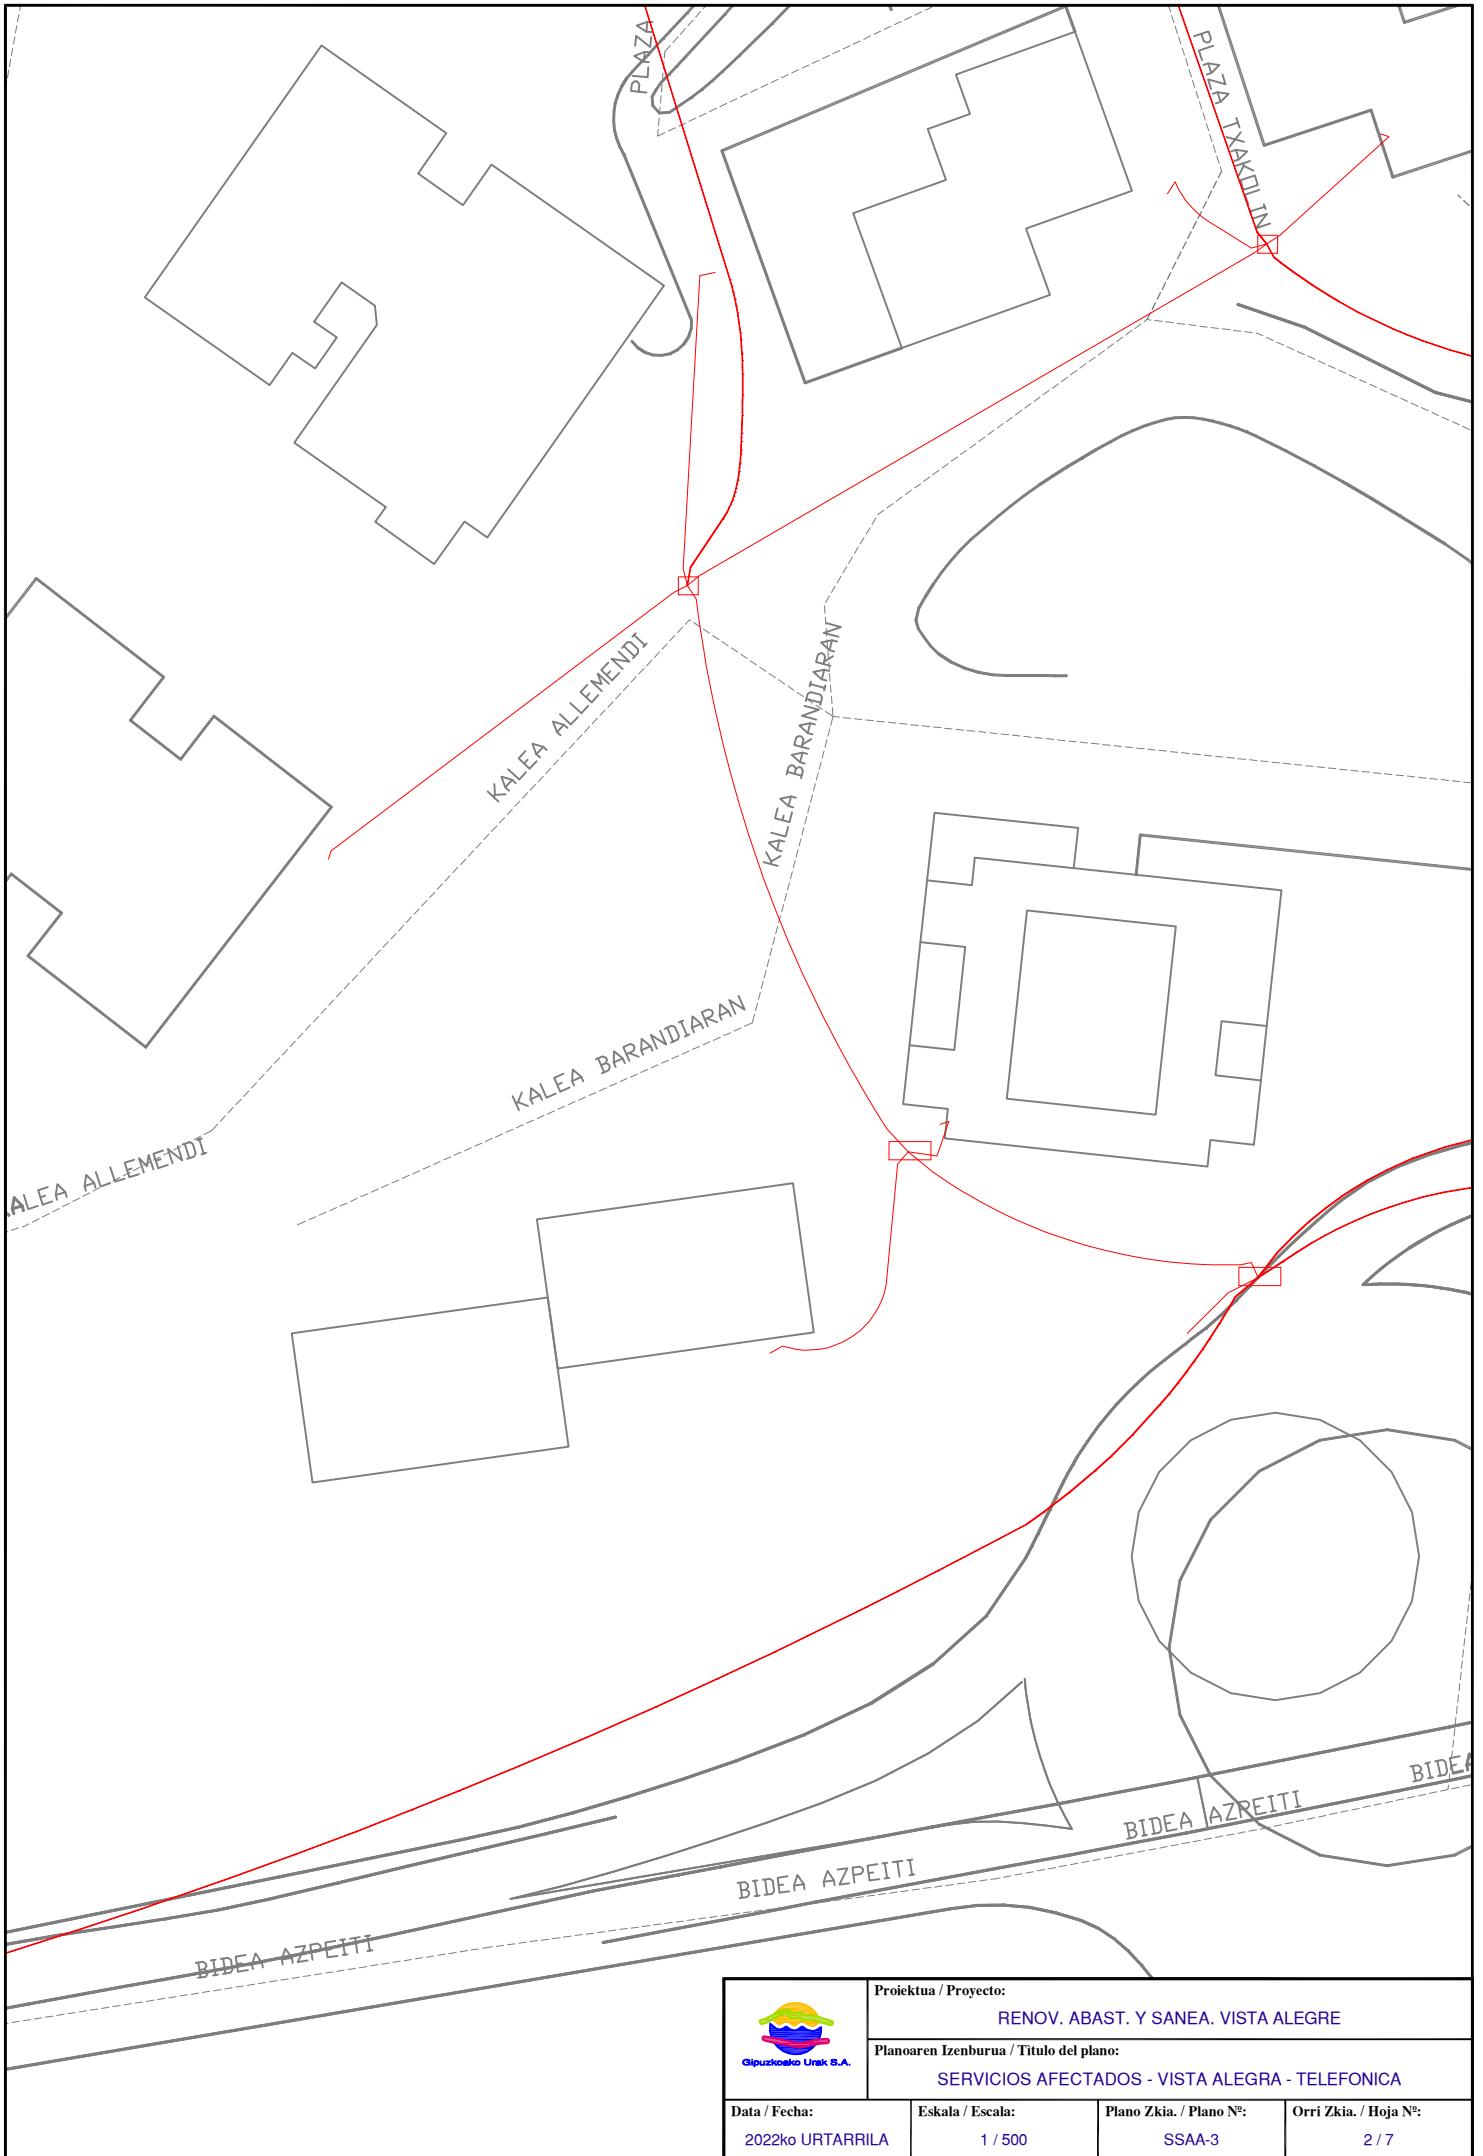 PLAZA
PLAZA TXAKOLIN
KALEA ALLEMENDI
KALEA BARANDIARAN
KALEA BARANDIARAN
KALEA ALLEMENDI
BIDEA
BIDEA AZPEITI
BIDEA AZPEITI
BIDEA AZPEITI
Gipuzkoako Urak S.A.
Proiektua / Proyecto:
RENOV. ABAST. Y SANEA. VISTA ALEGRE
Planoaren Izenburua / Título del plano:
SERVICIOS AFECTADOS - VISTA ALEGRA - TELEFONICA
Data / Fecha:
2022ko URTARRILA
Eskala / Escala:
1 / 500
Plano Zkia. / Plano Nº:
SSAA-3
Orri Zkia. / Hoja Nº:
2 / 7